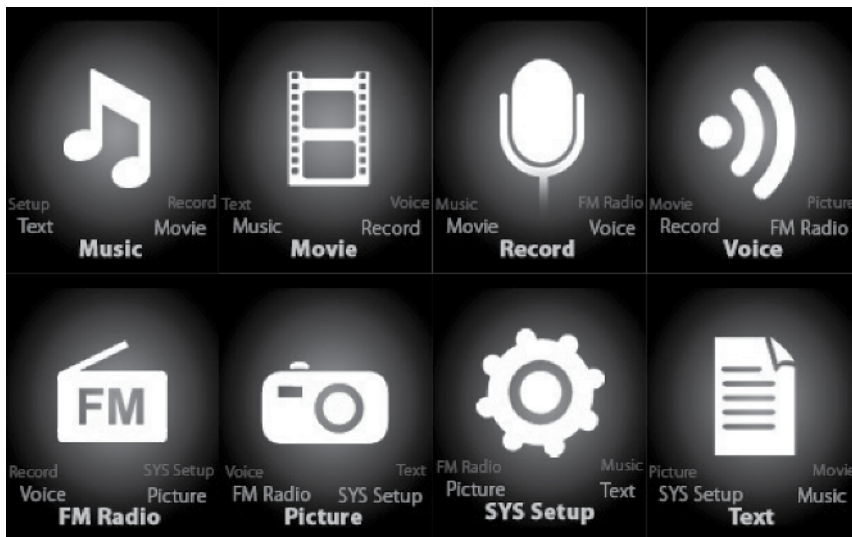 Setup Record
Text Movie
Music
Text Voice
Music Record
Movie
Music FM Radio
Movie Voice
Record
Movie Picture
Record FM Radio
Voice
FM
Record SYS Setup
Voice Picture
FM Radio
Voice Text
FM Radio SYS Setup
Picture
FM Radio Music
Picture Text
SYS Setup
Picture Movie
SYS Setup Music
Text